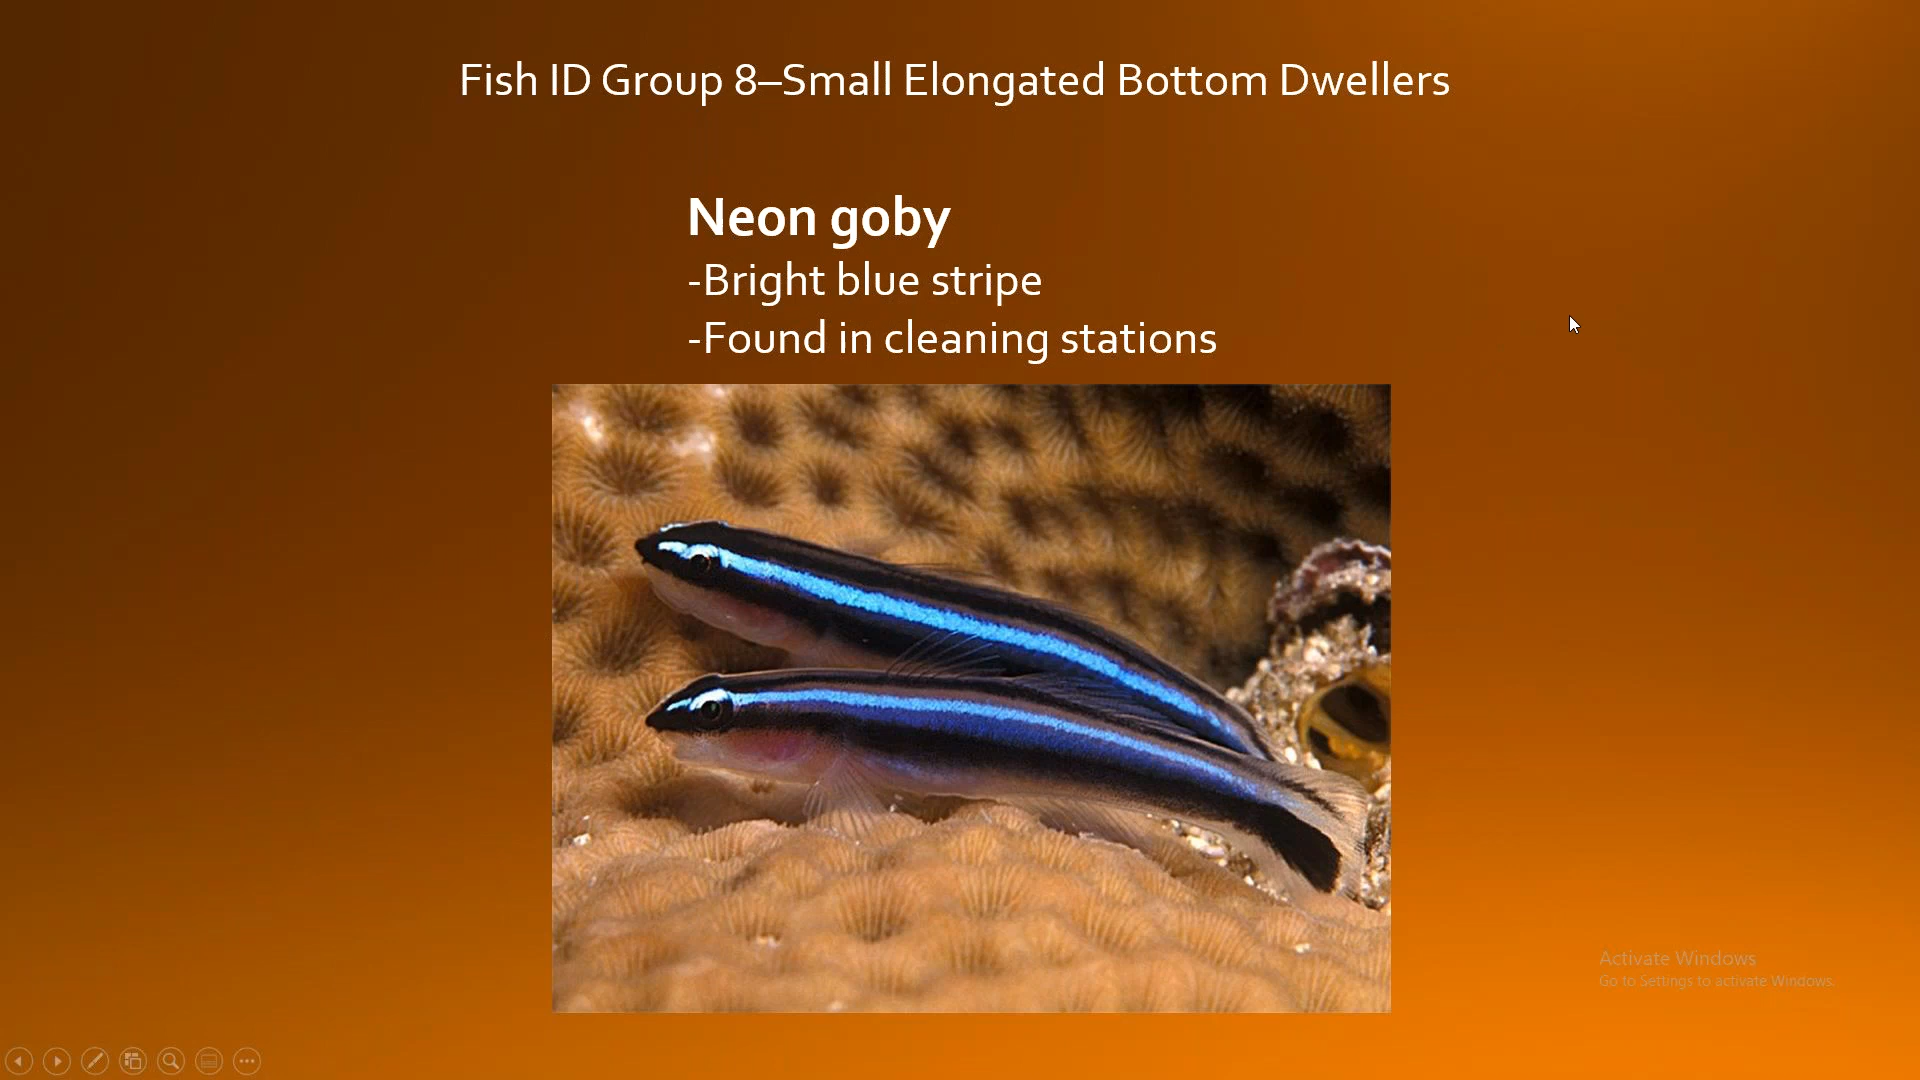 Fish ID Group 8–Small Elongated Bottom Dwellers
Neon goby
-Bright blue stripe
-Found in cleaning stations
Activate Windows
Go to Settings to activate Windows.